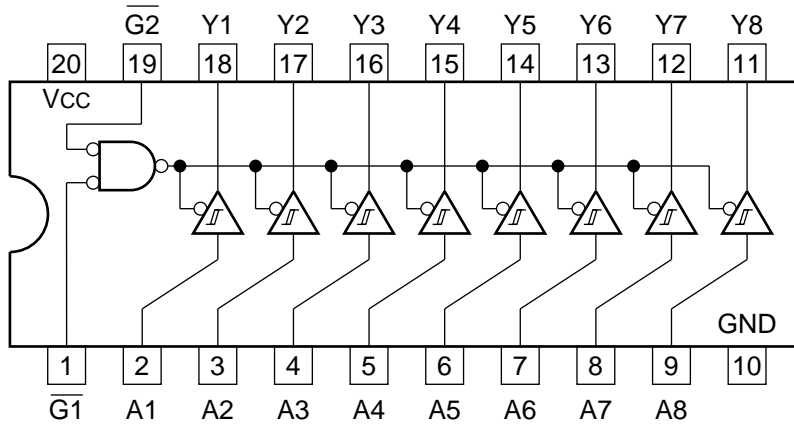 G2 Y1 Y2 Y3 Y4 Y5 Y6 Y7 Y8
20 19 18 17 16 15 14 13 12 11
VCC
GND
1 2 3 4 5 6 7 8 9 10
G1 A1 A2 A3 A4 A5 A6 A7 A8